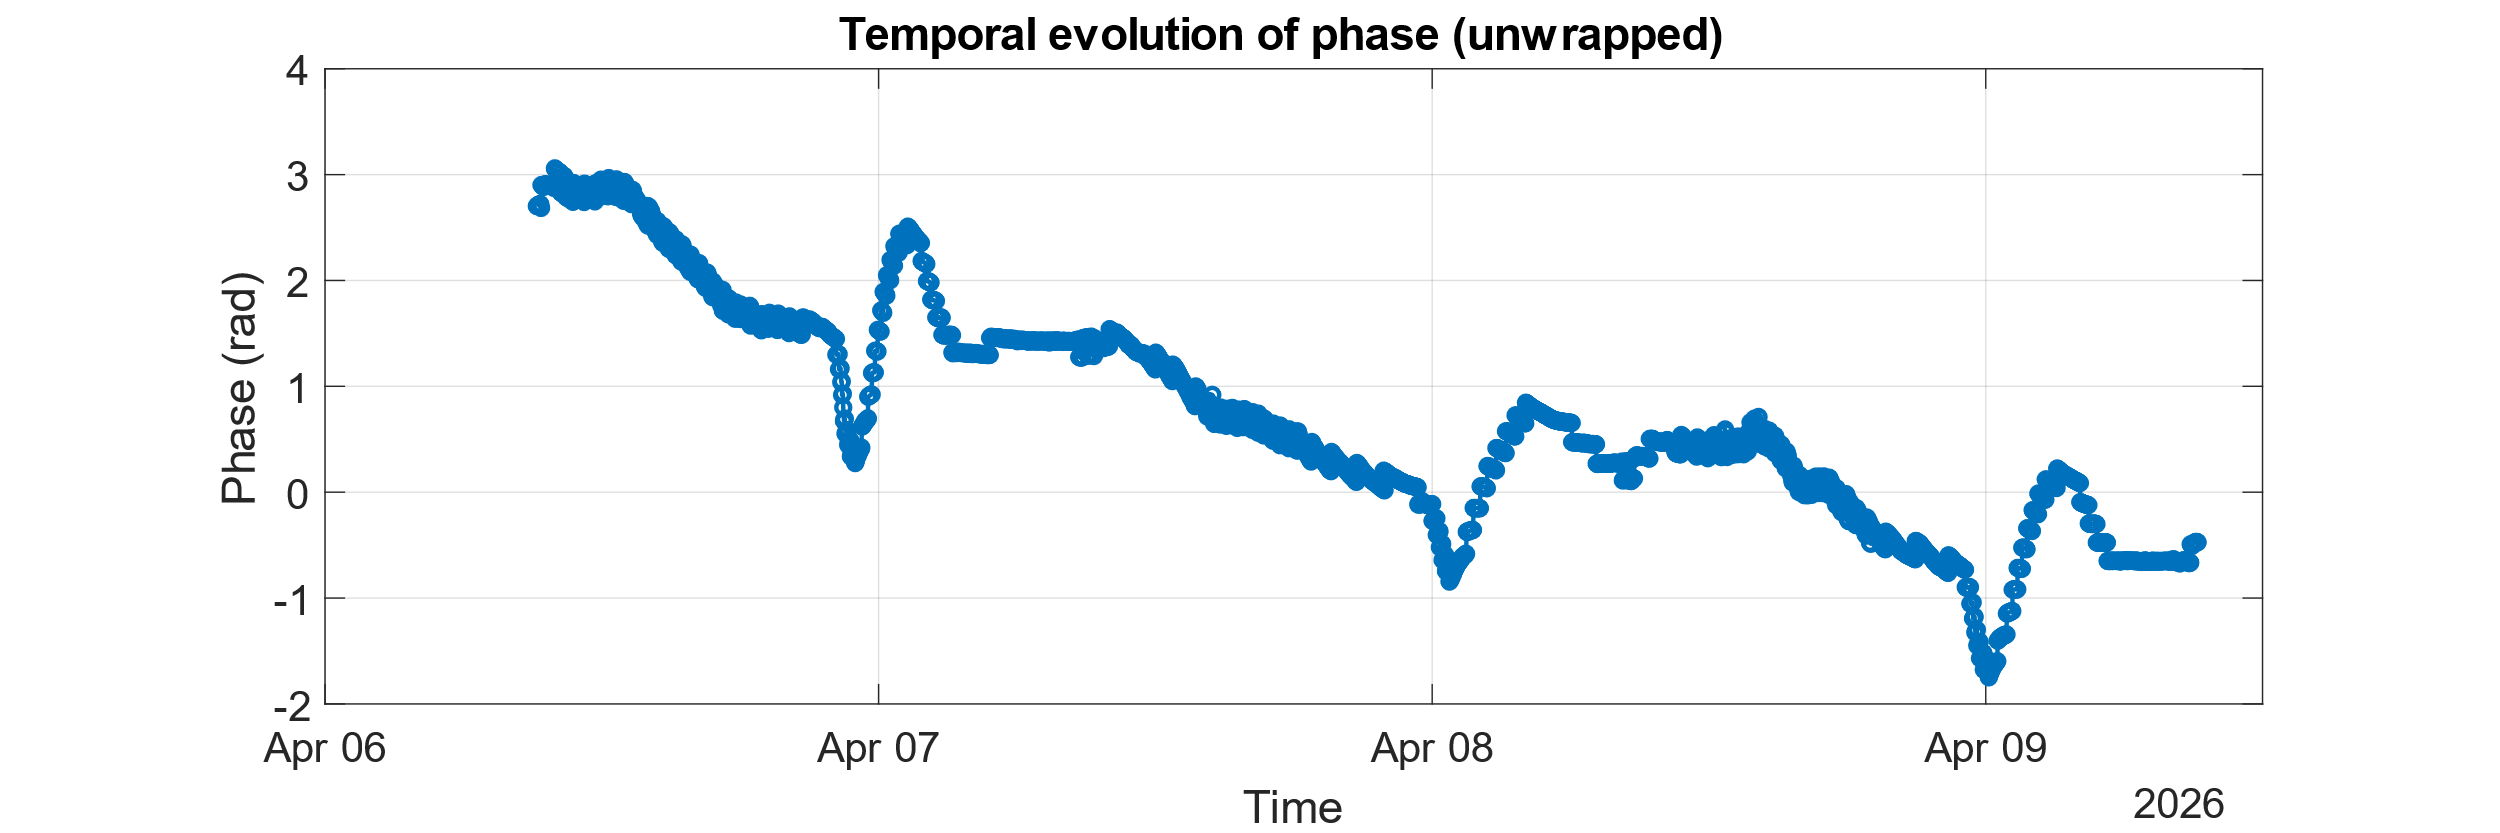 Temporal evolution of phase (unwrapped)
4
3
2
1
0
-1
-2
Phase (rad)
Apr 06 Apr 07 Apr 08 Apr 09
Time
2026